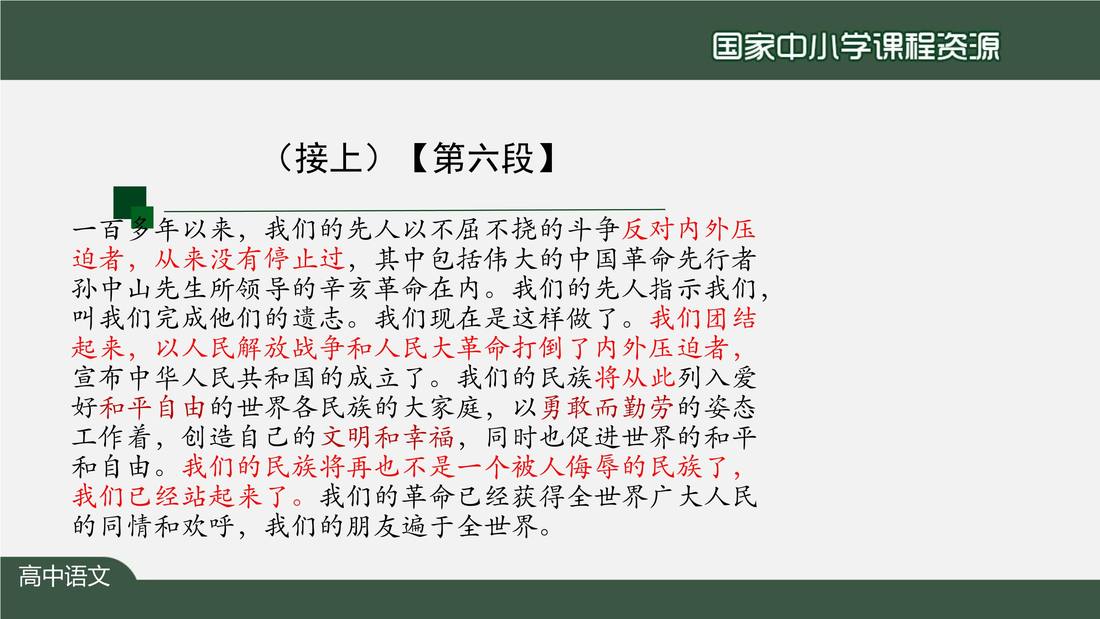 国家中小学课程资源
（接上）【第六段】
一百多年以来，我们的先人以不屈不挠的斗争反对内外压
迫者，从来没有停止过，其中包括伟大的中国革命先行者
孙中山先生所领导的辛亥革命在内。我们的先人指示我们，
叫我们完成他们的遗志。我们现在是这样做了。我们团结
起来，以人民解放战争和人民大革命打倒了内外压迫者，
宣布中华人民共和国的成立了。我们的民族将从此列入爱
好和平自由的世界各民族的大家庭，以勇敢而勤劳的姿态
工作着，创造自己的文明和幸福，同时也促进世界的和平
和自由。我们的民族将再也不是一个被人侮辱的民族了，
我们已经站起来了。我们的革命已经获得全世界广大人民
的同情和欢呼，我们的朋友遍于全世界。
高中语文